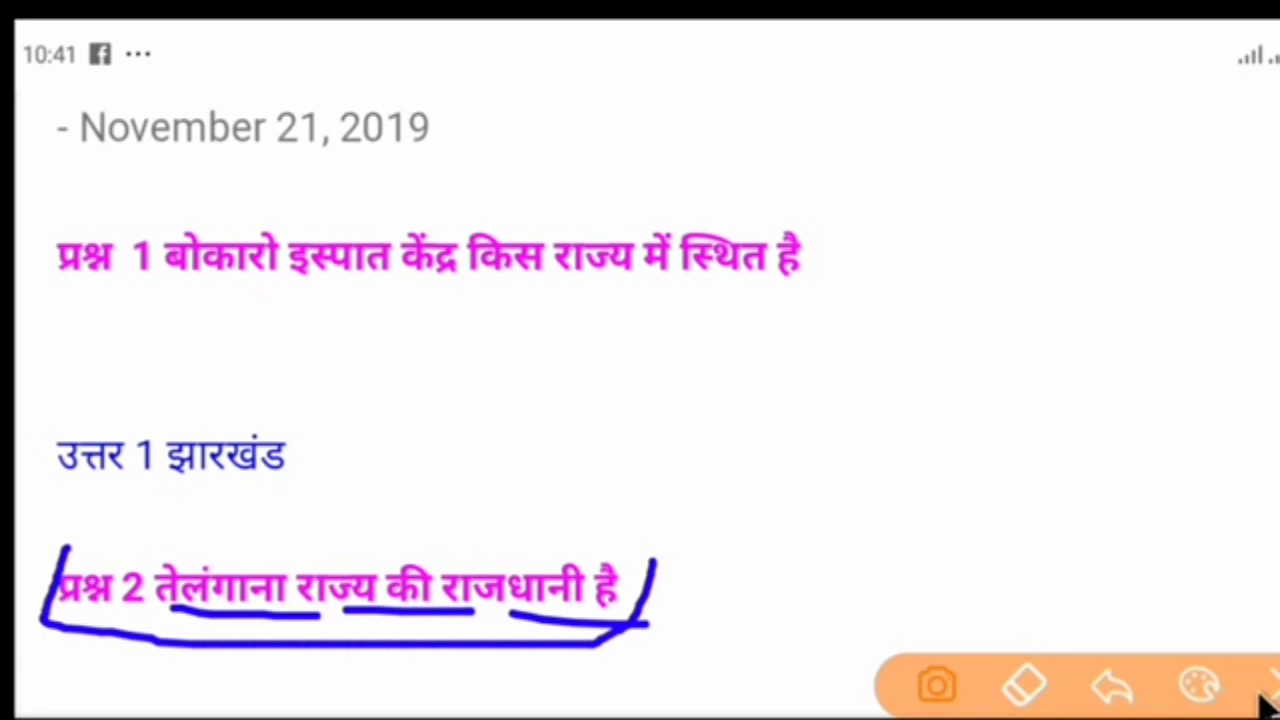 10:41
- November 21, 2019
प्रश्न 1 बोकारो इस्पात केंद्र किस राज्य में स्थित है
उत्तर 1 झारखंड
प्रश्न 2 तेलंगाना राज्य की राजधानी है